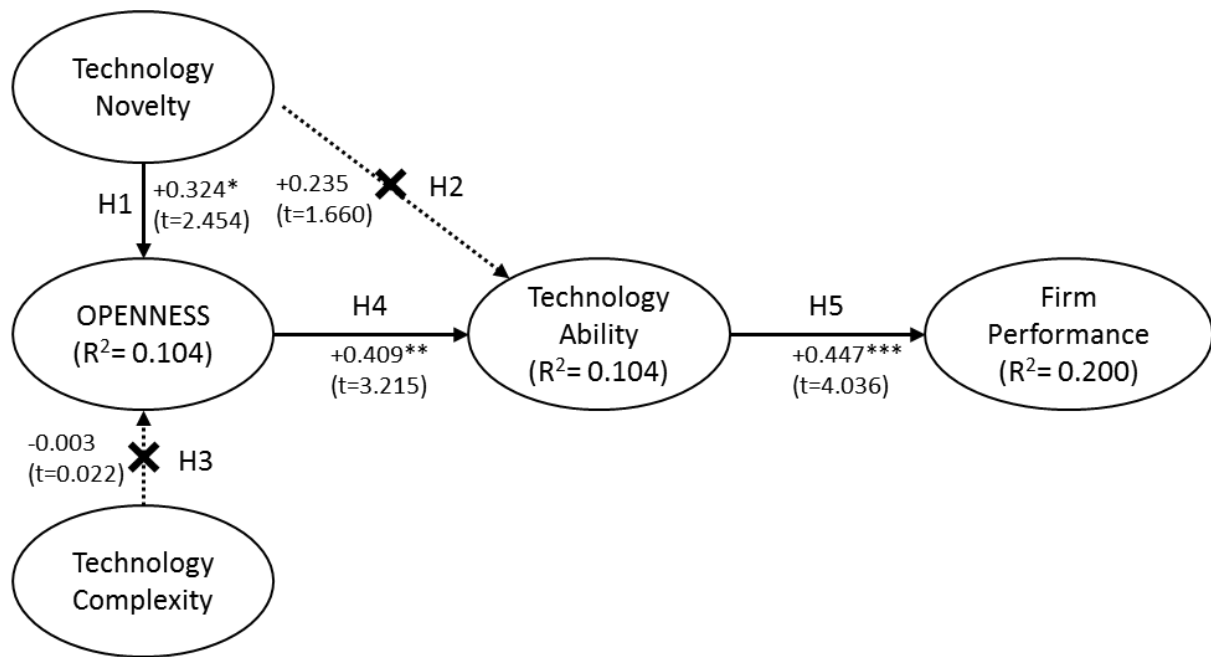 Technology
Novelty
H1
+0.324*
(t=2.454)
+0.235
(t=1.660)
H2
OPENNESS
(R²= 0.104)
H4
+0.409**
(t=3.215)
Technology
Ability
(R²= 0.104)
H5
+0.447***
(t=4.036)
Firm
Performance
(R²= 0.200)
-0.003
(t=0.022)
H3
Technology
Complexity